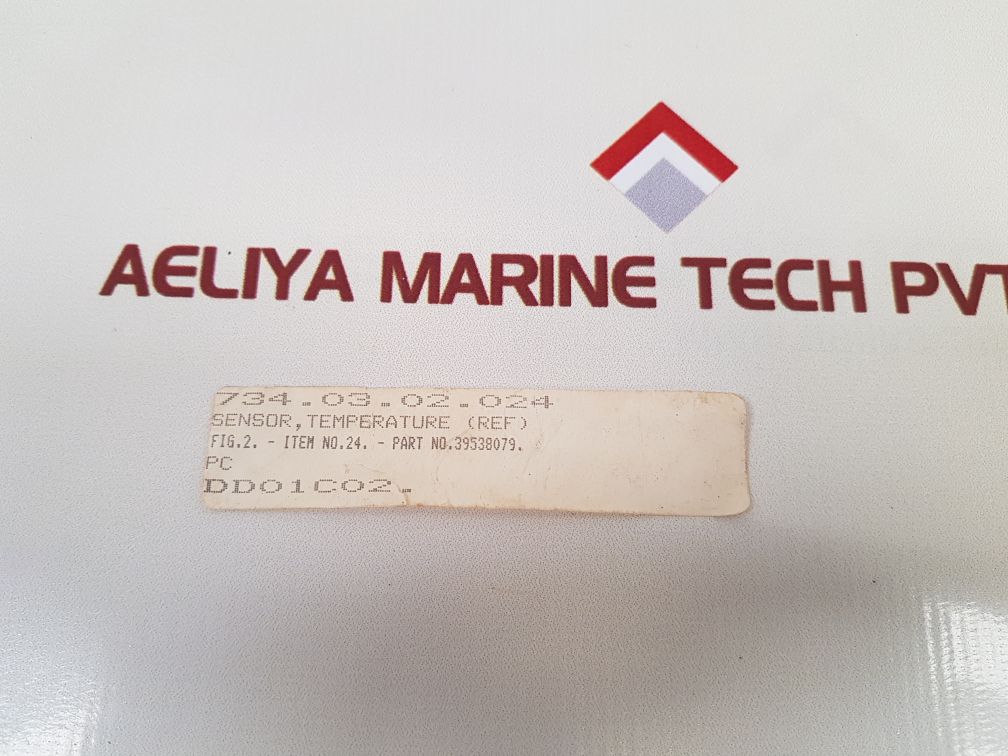 AELIYA MARINE TECH PVT
734.03.02.024
SENSOR,TEMPERATURE (REF)
FIG.2. - ITEM NO.24. - PART NO.39538079.
PC
DD01C02.